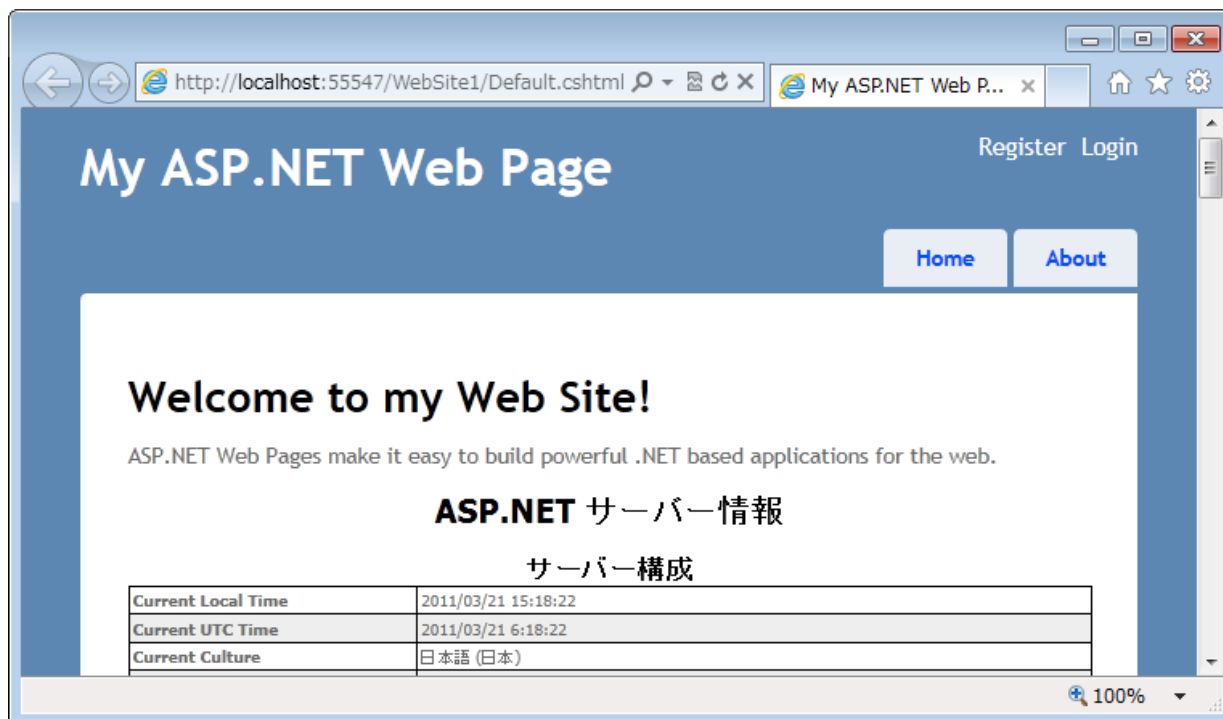 http://localhost:55547/WebSite1/Default.cshtml
My ASP.NET Web P...
My ASP.NET Web Page
Register Login
Home
About
Welcome to my Web Site!
ASP.NET Web Pages make it easy to build powerful .NET based applications for the web.
ASP.NET サーバー情報
サーバー構成
Current Local Time 2011/03/21 15:18:22
Current UTC Time 2011/03/21 6:18:22
Current Culture 日本語 (日本)
100%